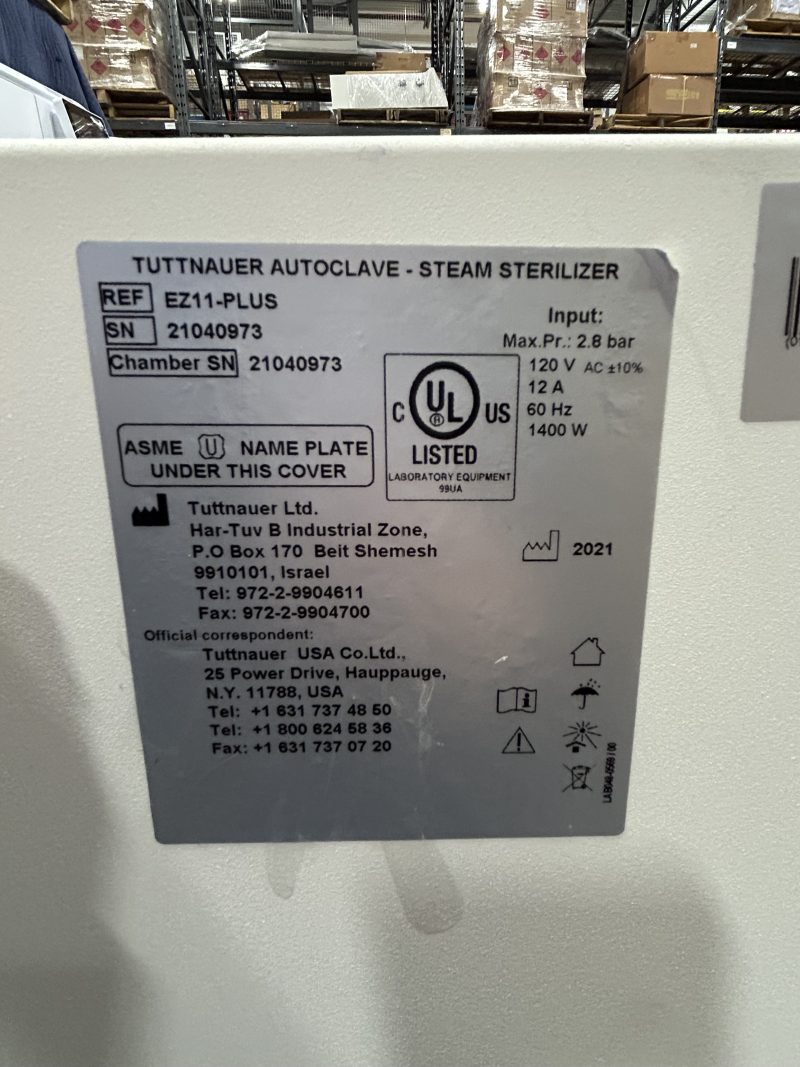 TUTTNAUER AUTOCLAVE - STEAM STERILIZER
REF EZ11-PLUS
SN 21040973
Chamber SN 21040973
Input:
Max.Pr.: 2.8 bar
120 V AC ±10%
12 A
60 Hz
1400 W
C UL US
LISTED
LABORATORY EQUIPMENT
99UA
ASME U NAME PLATE
UNDER THIS COVER
Tuttnauer Ltd.
Har-Tuv B Industrial Zone,
P.O Box 170 Beit Shemesh
9910101, Israel
Tel: 972-2-9904611
Fax: 972-2-9904700
2021
Official correspondent:
Tuttnauer USA Co.Ltd.,
25 Power Drive, Hauppauge,
N.Y. 11788, USA
Tel: +1 631 737 48 50
Tel: +1 800 624 58 36
Fax: +1 631 737 07 20